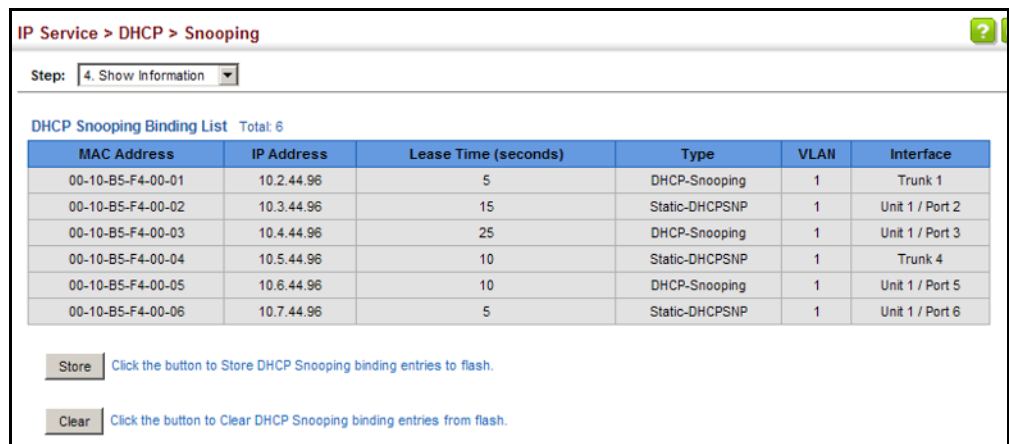 IP Service > DHCP > Snooping
?
Step: 4. Show Information
DHCP Snooping Binding List Total: 6
MAC Address IP Address Lease Time (seconds) Type VLAN Interface
00-10-B5-F4-00-01 10.2.44.96 5 DHCP-Snooping 1 Trunk 1
00-10-B5-F4-00-02 10.3.44.96 15 Static-DHCPSNP 1 Unit 1 / Port 2
00-10-B5-F4-00-03 10.4.44.96 25 DHCP-Snooping 1 Unit 1 / Port 3
00-10-B5-F4-00-04 10.5.44.96 10 Static-DHCPSNP 1 Trunk 4
00-10-B5-F4-00-05 10.6.44.96 10 DHCP-Snooping 1 Unit 1 / Port 5
00-10-B5-F4-00-06 10.7.44.96 5 Static-DHCPSNP 1 Unit 1 / Port 6
Store Click the button to Store DHCP Snooping binding entries to flash.
Clear Click the button to Clear DHCP Snooping binding entries from flash.